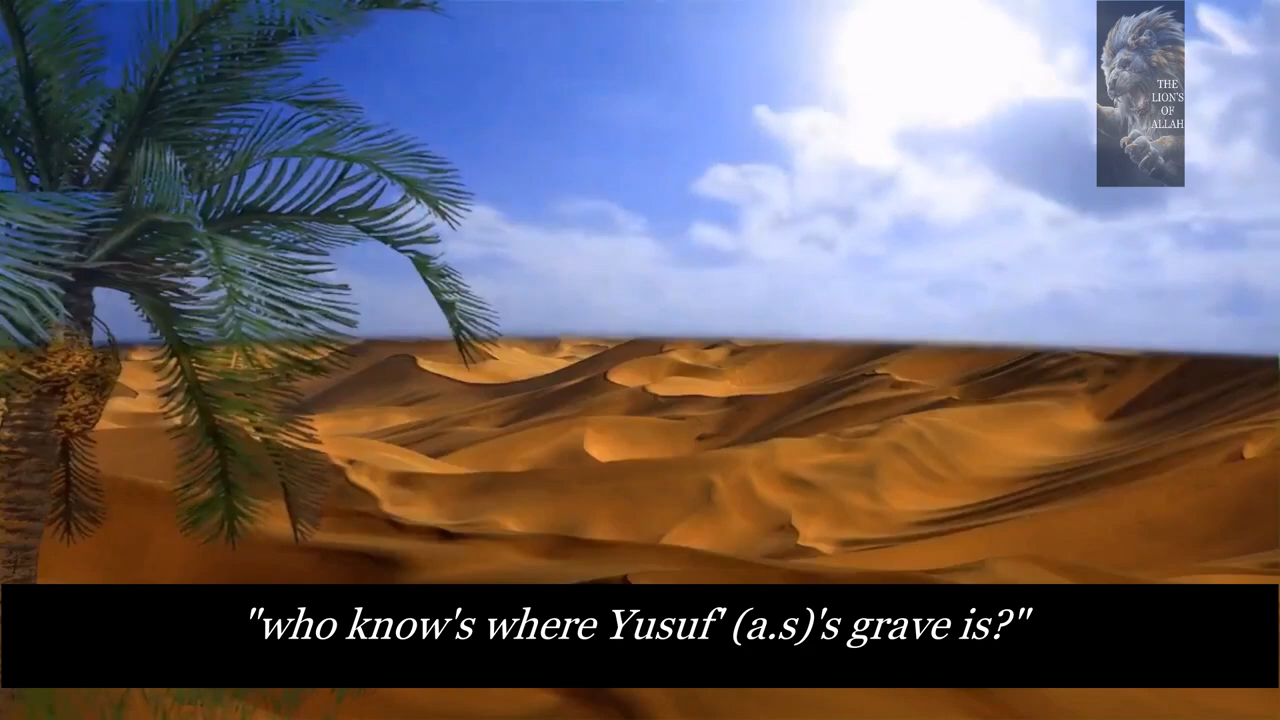 THE
LION'S
OF
ALLAH
"who know's where Yusuf' (a.s)'s grave is?"